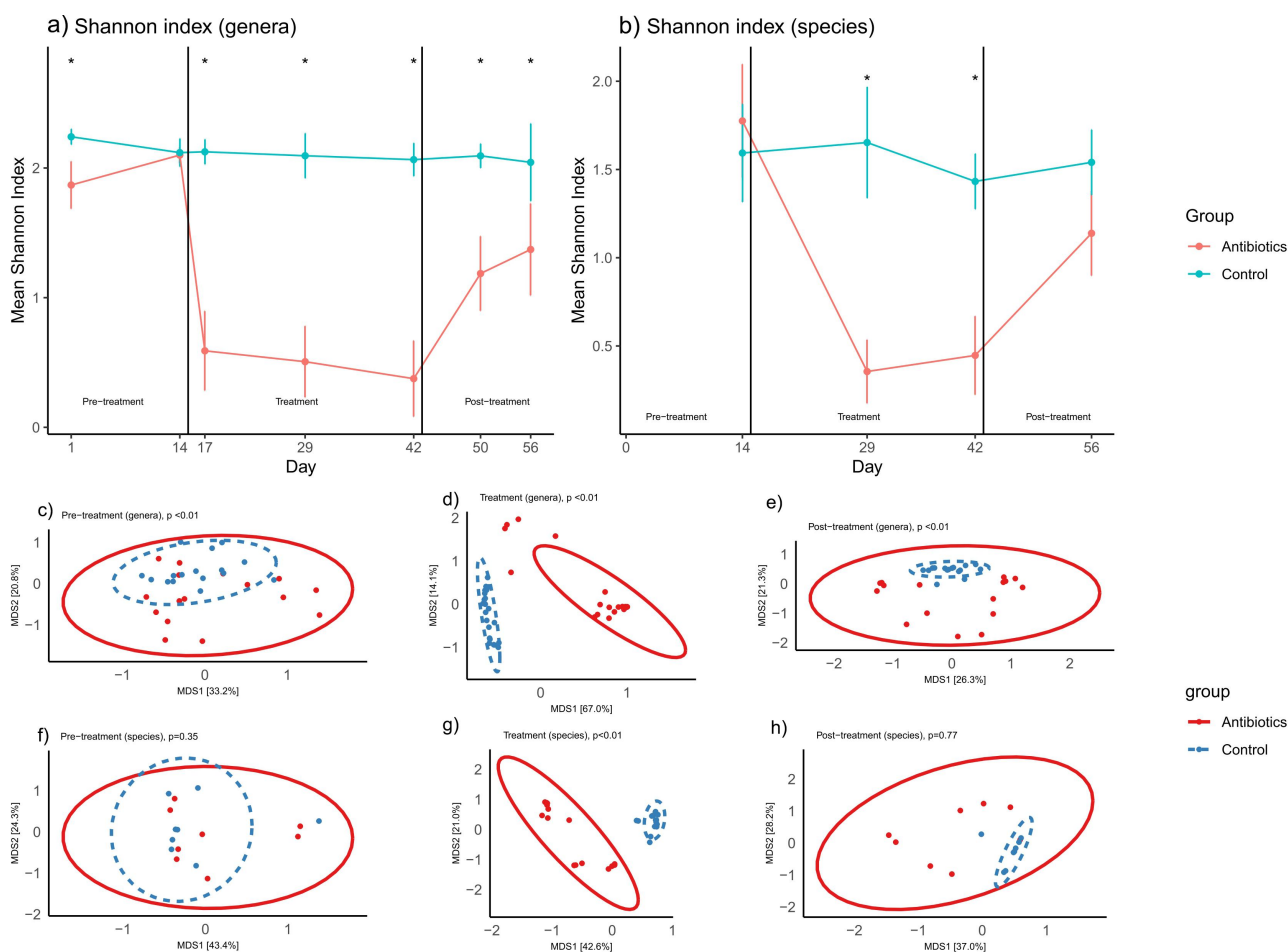 a) Shannon index (genera)
* * * * * *
Mean Shannon Index
2
1
0
Pre−treatment Treatment Post−treatment
1 14 17 29 42 50 56
Day
b) Shannon index (species)
* *
Mean Shannon Index
2.0
1.5
1.0
0.5
Pre−treatment Treatment Post−treatment
0 14 29 42 56
Day
Group
Antibiotics
Control
c) Pre−treatment (genera), p <0.01
MDS2 [20.8%]
1
0
−1
−1 0 1
MDS1 [33.2%]
d) Treatment (genera), p <0.01
MDS2 [14.1%]
2
1
0
−1
0 1
MDS1 [67.0%]
e) Post−treatment (genera), p <0.01
MDS2 [21.3%]
1
0
−1
−2
−2 −1 0 1 2
MDS1 [26.3%]
f) Pre−treatment (species), p=0.35
MDS2 [24.3%]
2
1
0
−1
−2
−1 0 1
MDS1 [43.4%]
g) Treatment (species), p<0.01
MDS2 [21.0%]
2
1
0
−1
−2
−2 −1 0 1
MDS1 [42.6%]
h) Post−treatment (species), p=0.77
MDS2 [28.2%]
2
1
0
−1
−2
−2 −1 0 1
MDS1 [37.0%]
group
Antibiotics
Control